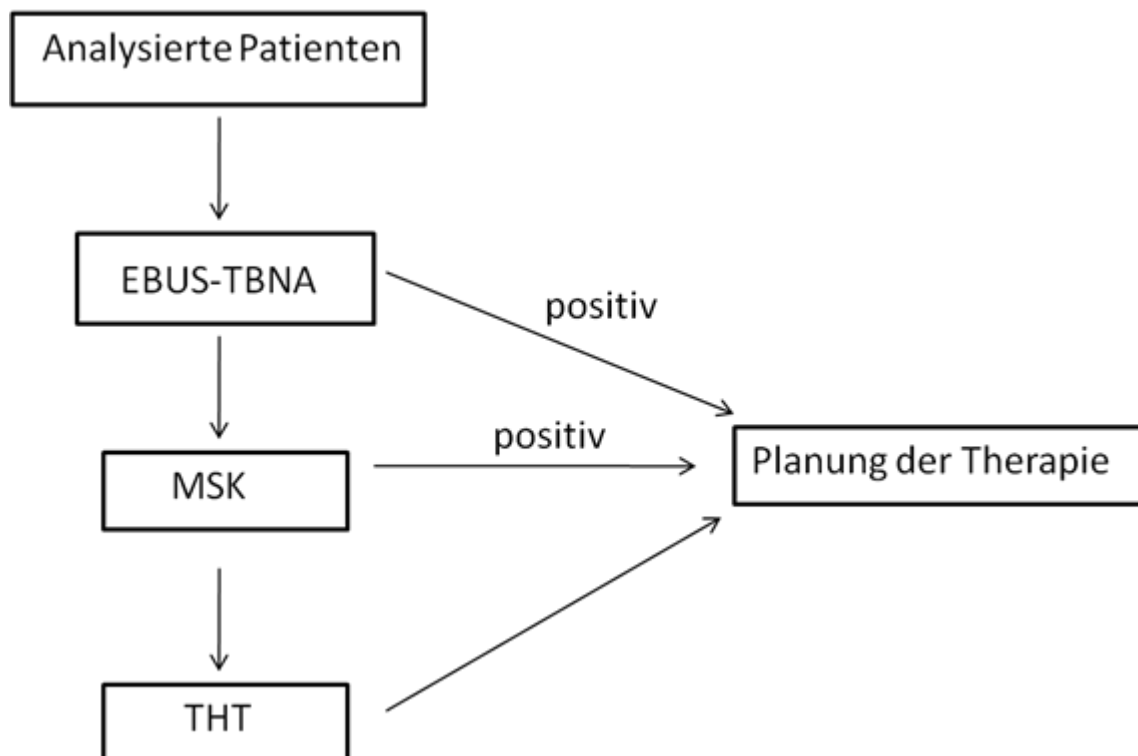 Analysierte Patienten
EBUS-TBNA
positiv
positiv
MSK
Planung der Therapie
THT